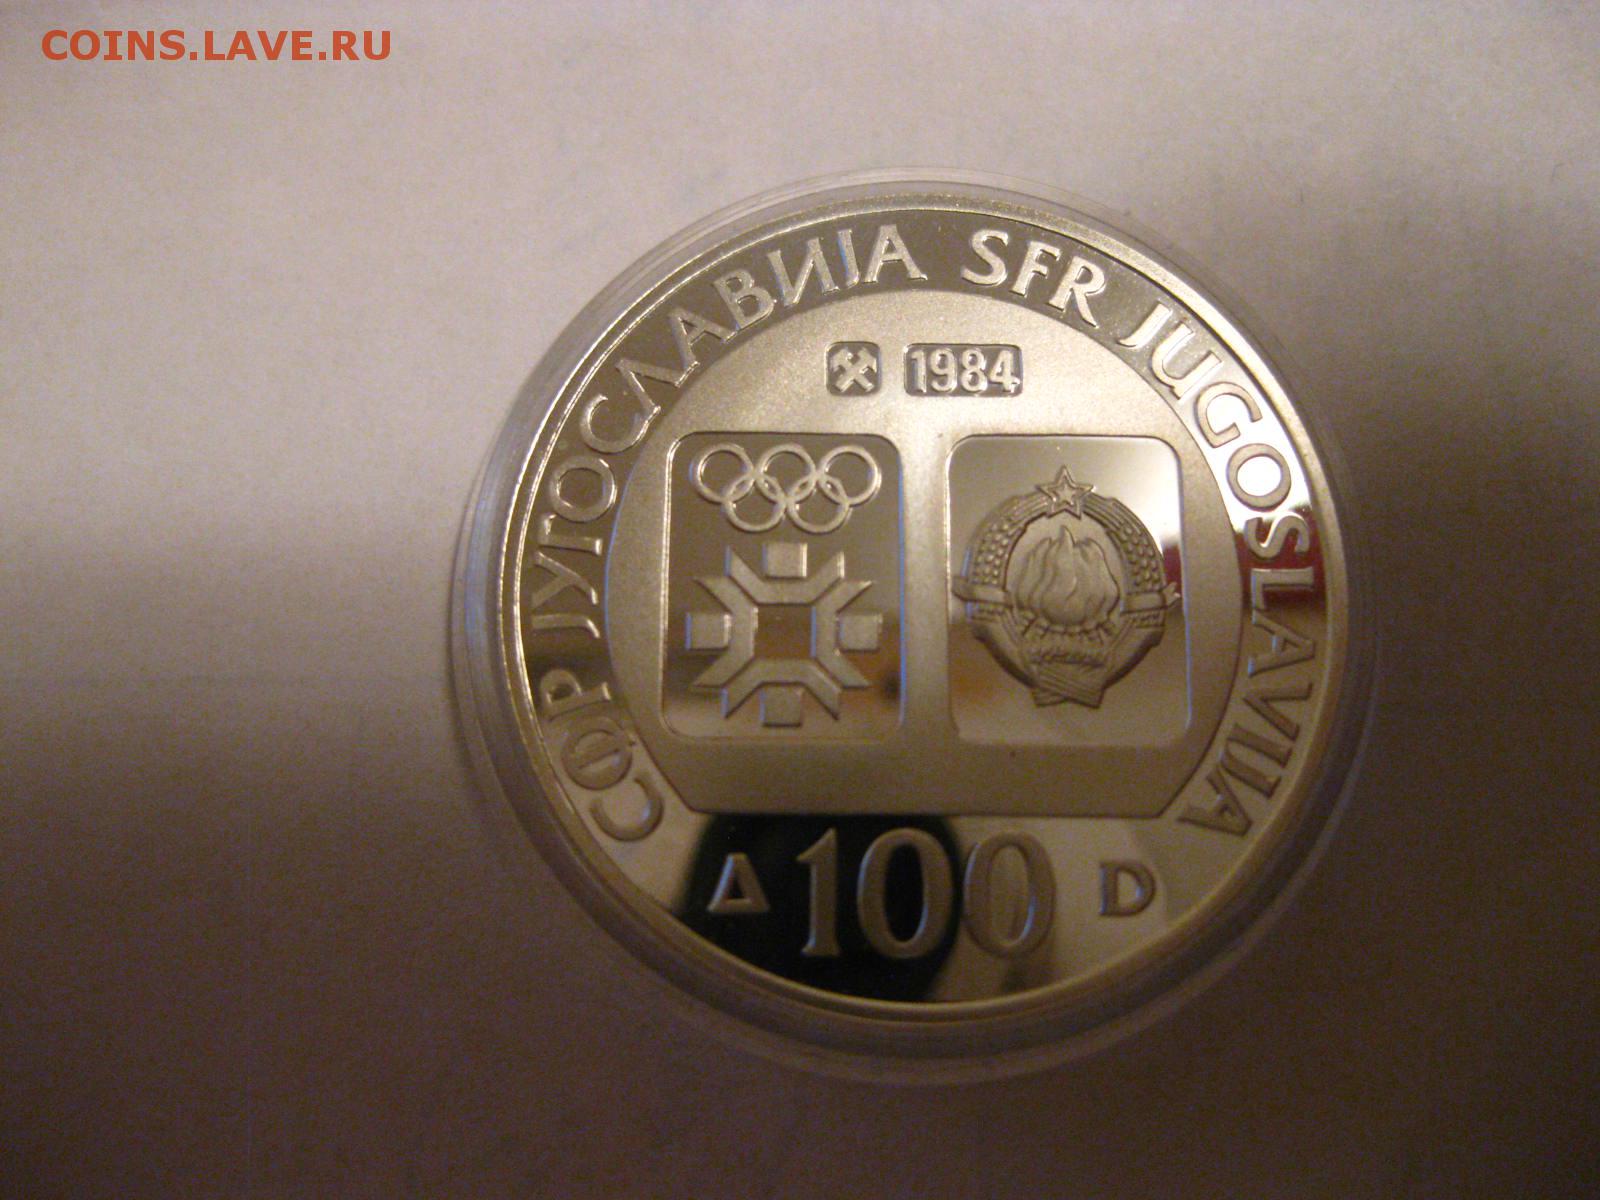 COINS.LAVE.RU
СФР ЈУГОСЛАВИЈА SFR JUGOSLAVIJA
1984
Д 100 D